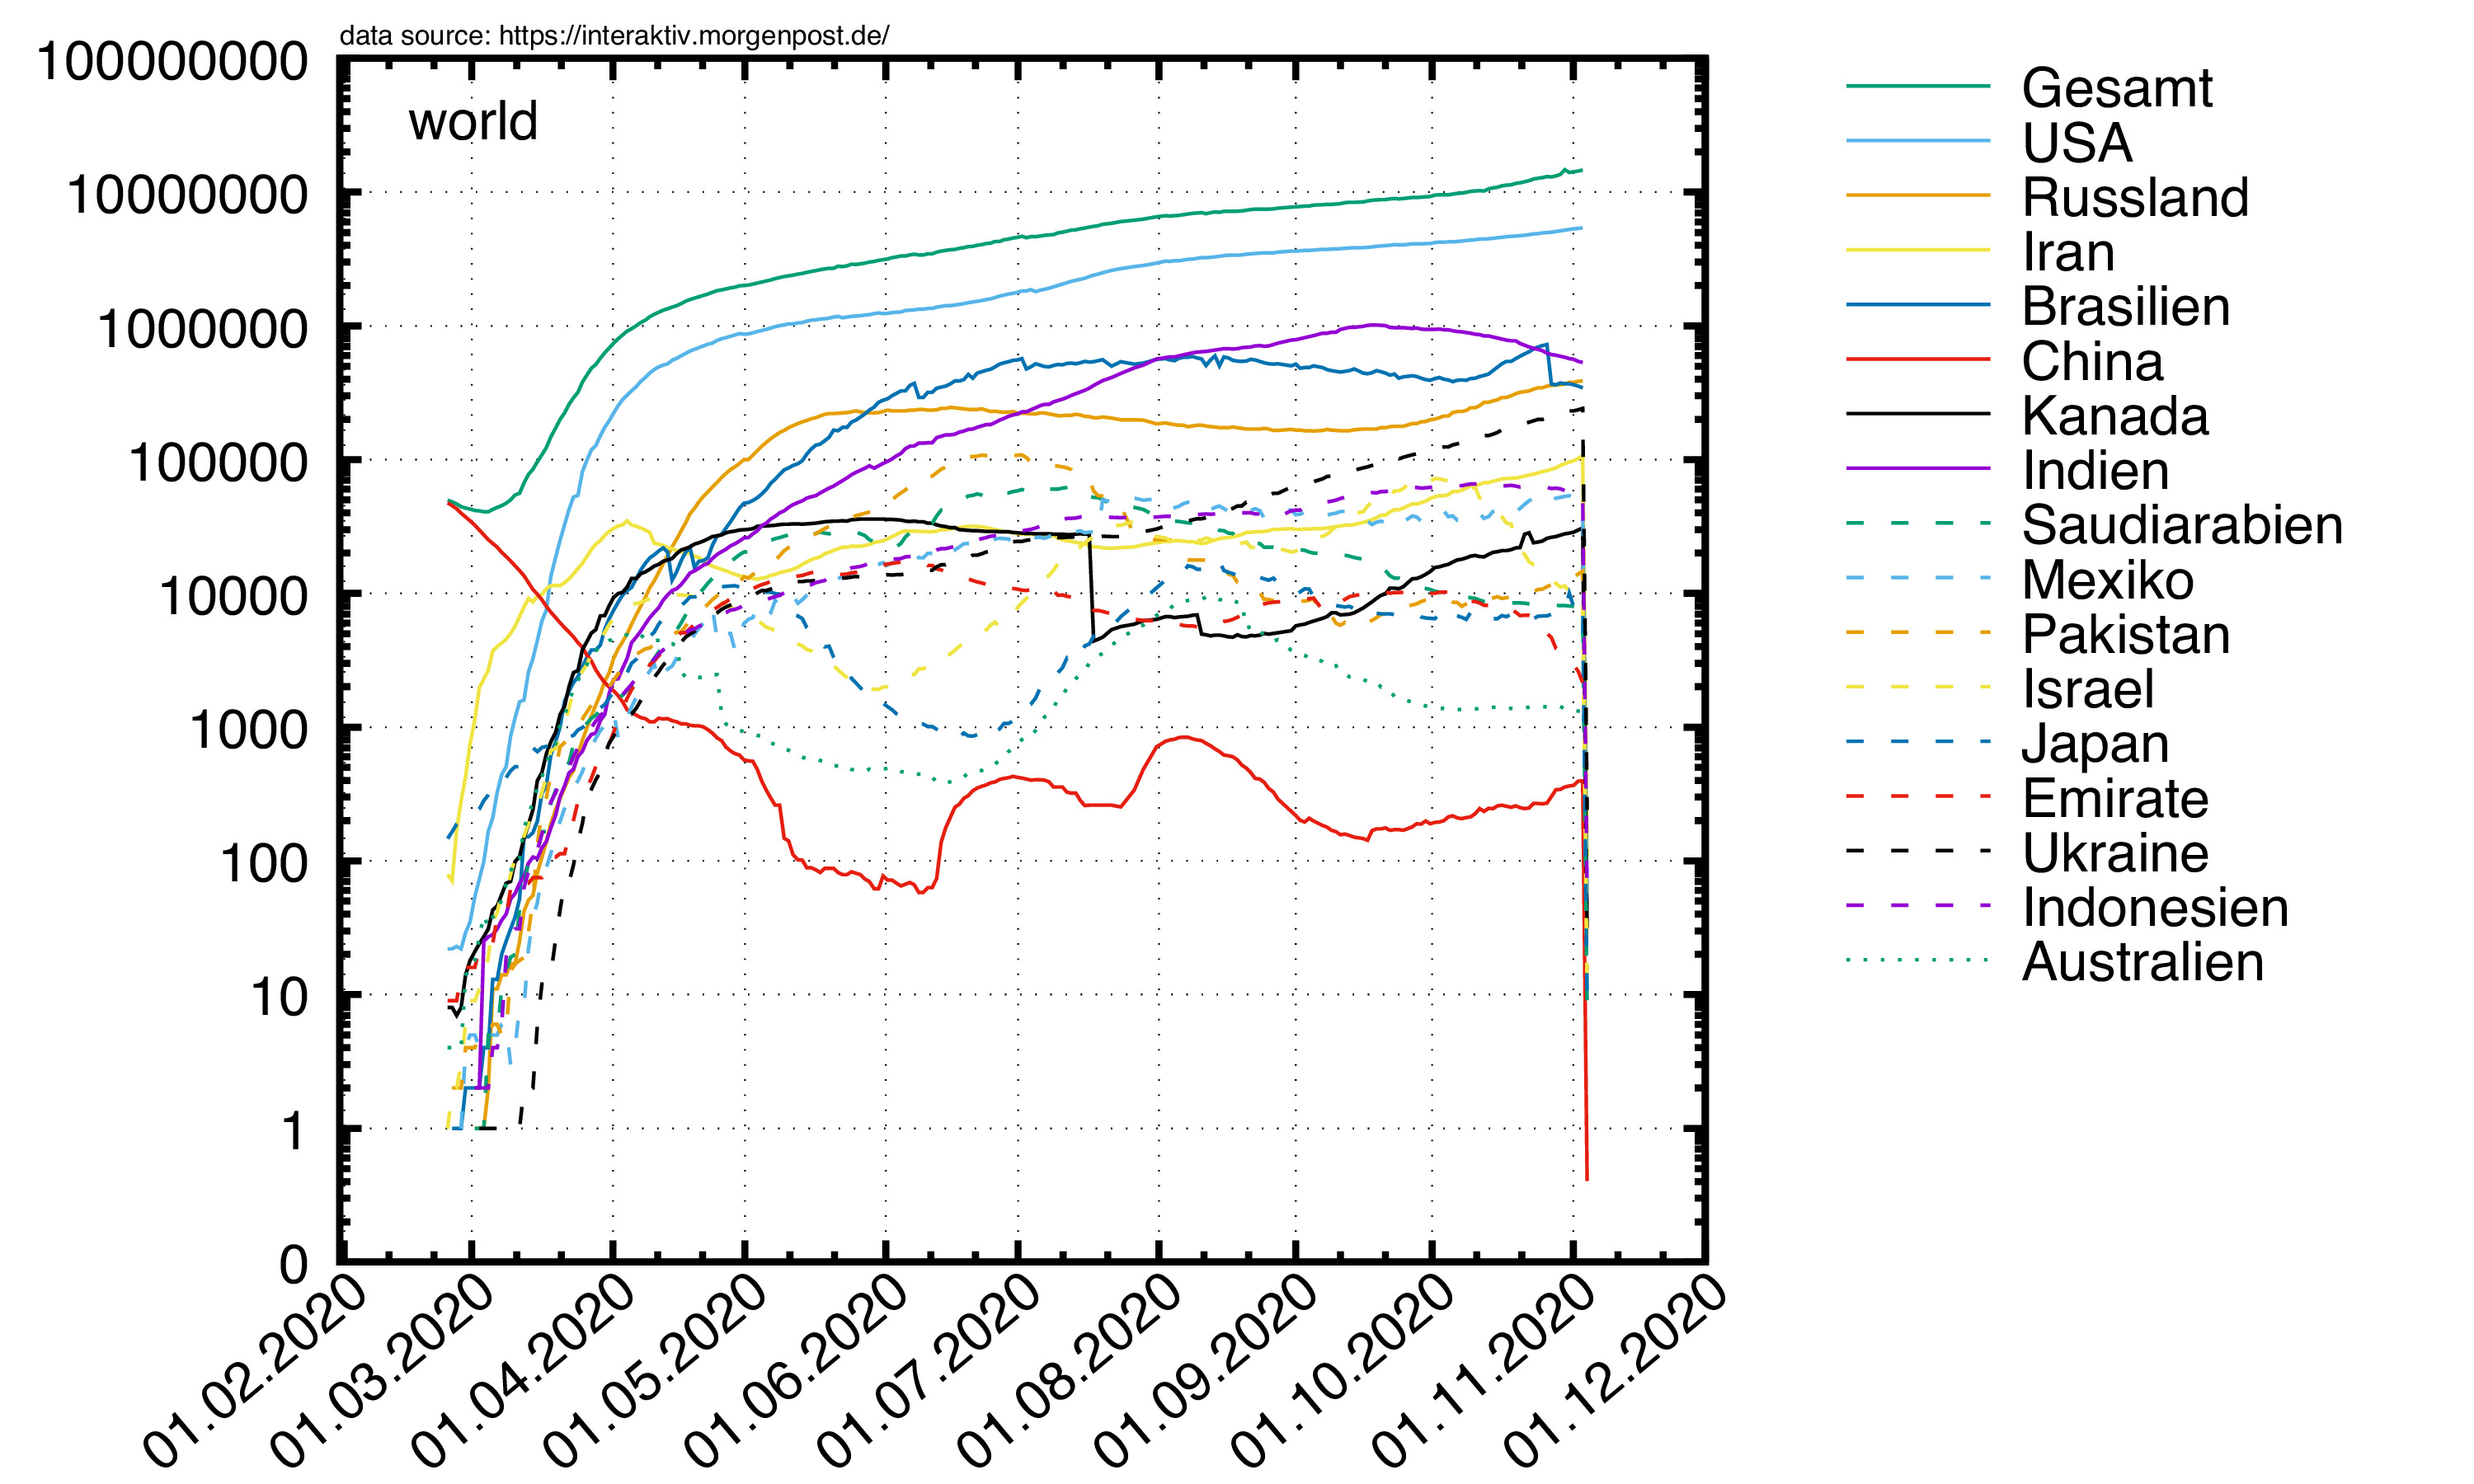 data source: https://interaktiv.morgenpost.de/
world
100000000
10000000
1000000
100000
10000
1000
100
10
1
0
01.02.2020
01.03.2020
01.04.2020
01.05.2020
01.06.2020
01.07.2020
01.08.2020
01.09.2020
01.10.2020
01.11.2020
01.12.2020
Gesamt
USA
Russland
Iran
Brasilien
China
Kanada
Indien
Saudiarabien
Mexiko
Pakistan
Israel
Japan
Emirate
Ukraine
Indonesien
Australien